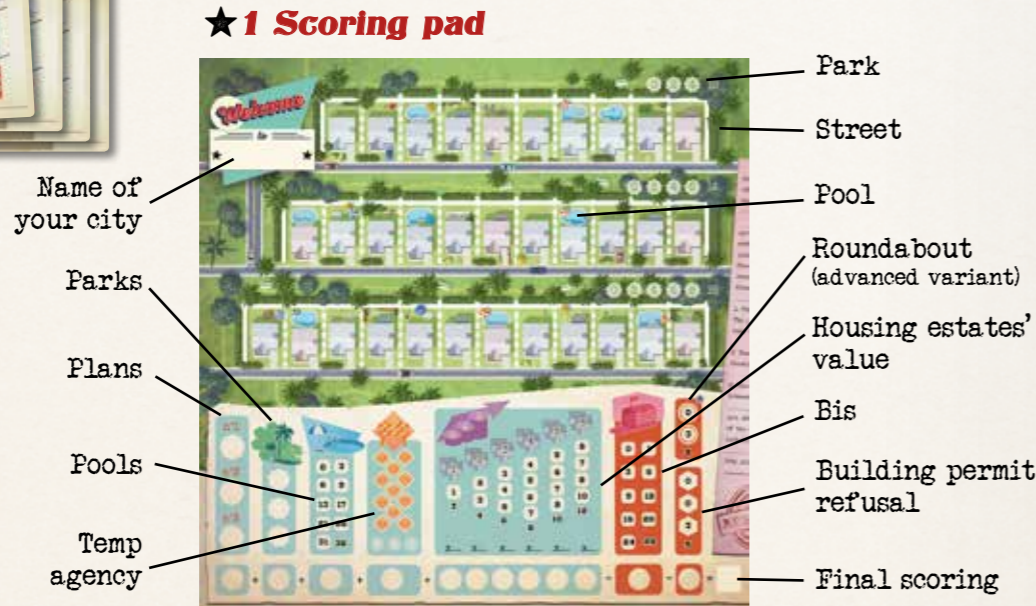 ★1 Scoring pad
Welcome
to
Name of
your city
Parks
Plans
Pools
Temp
agency
Park
Street
Pool
Roundabout
(advanced variant)
Housing estates'
value
Bis
Building permit
refusal
Final scoring